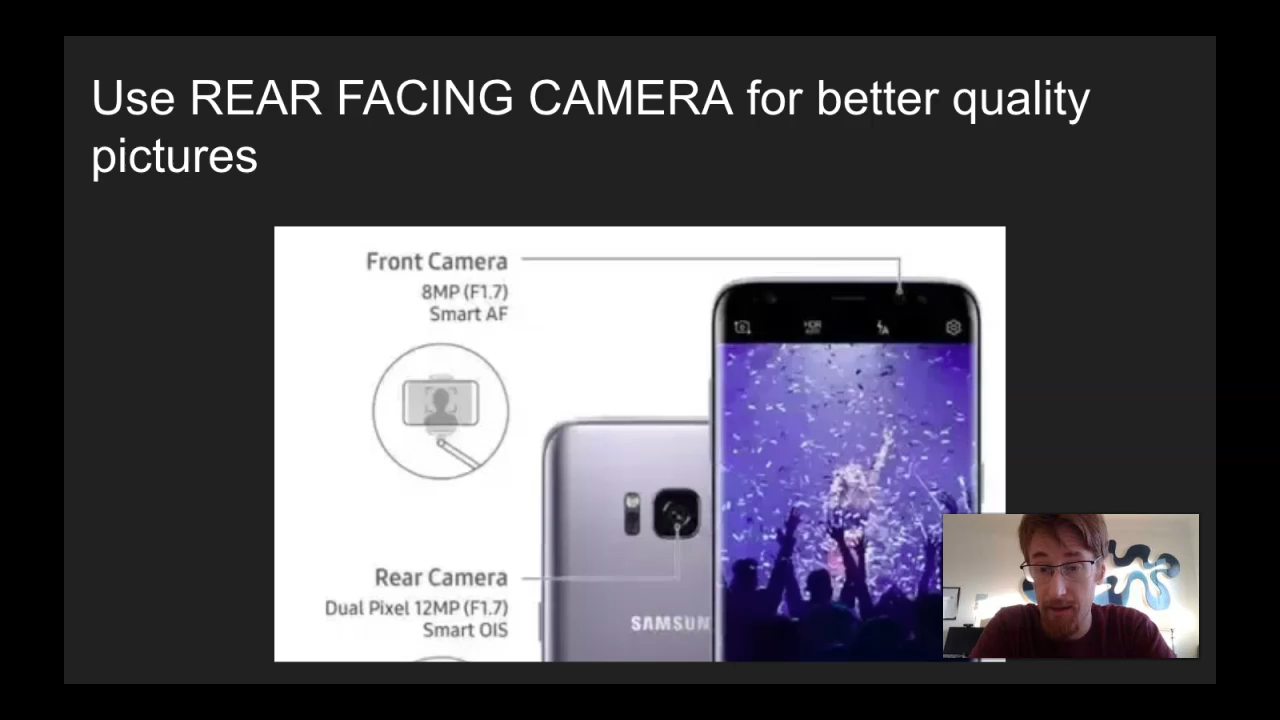 Use REAR FACING CAMERA for better quality
pictures
Front Camera
8MP (F1.7)
Smart AF
Rear Camera
Dual Pixel 12MP (F1.7)
Smart OIS
SAMSUN